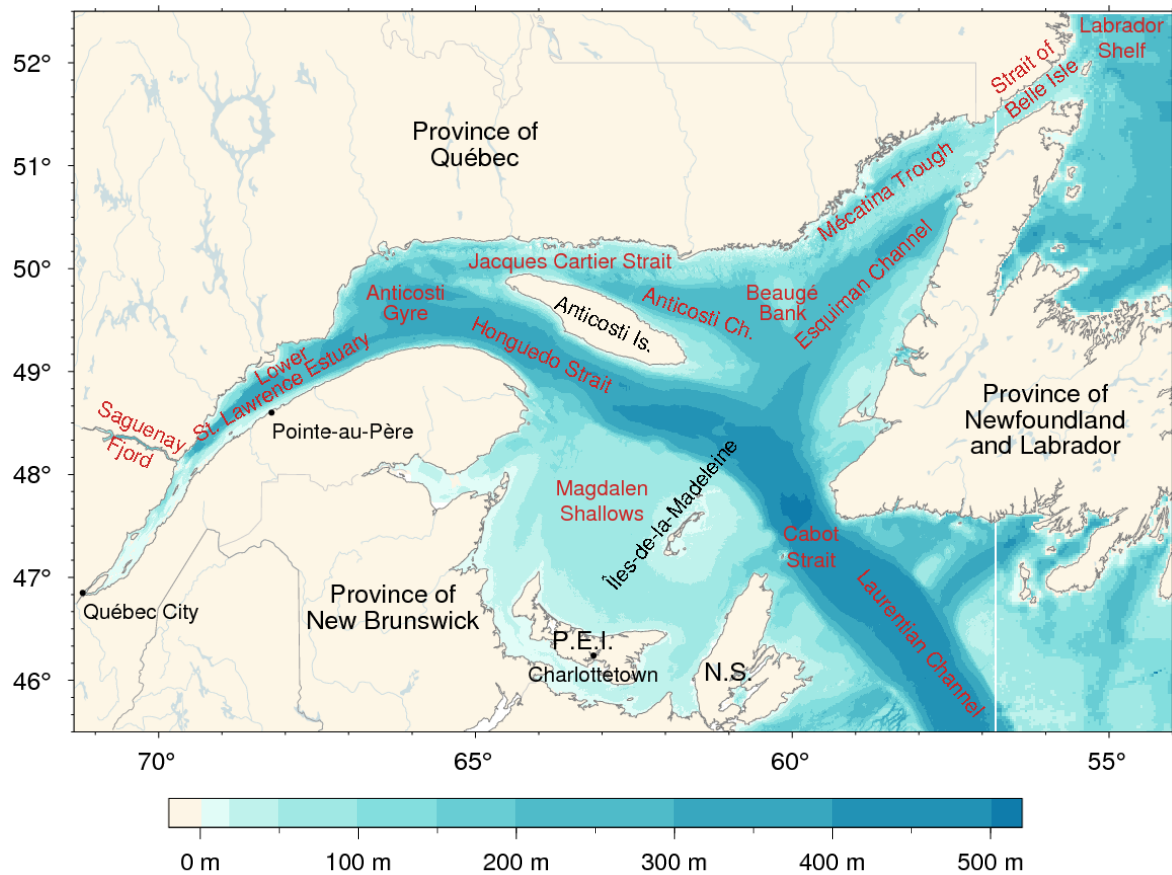 52°
51°
50°
49°
48°
47°
46°
Labrador
Shelf
Strait of
Belle Isle
Province of
Québec
Mécatina Trough
Jacques Cartier Strait
Esquiman Channel
Anticosti
Gyre
Anticosti Is.
Anticosti Ch.
Beaugé
Bank
Honguedo Strait
Lower
St. Lawrence Estuary
Pointe-au-Père
Saguenay
Fjord
Province of
Newfoundland
and Labrador
Magdalen
Shallows
Îles-de-la-Madeleine
Cabot
Strait
Laurentian Channel
Québec City
Province of
New Brunswick
P.E.I.
Charlottetown
N.S.
70°
65°
60°
55°
0 m
100 m
200 m
300 m
400 m
500 m